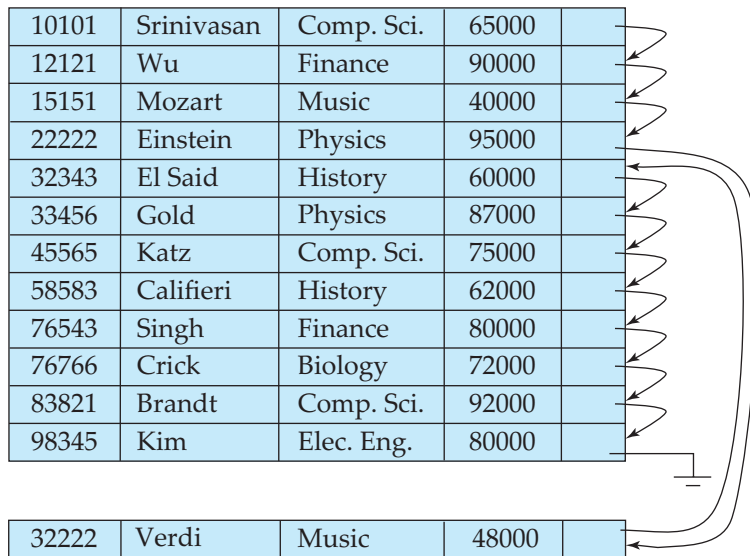 10101 Srinivasan Comp. Sci. 65000
12121 Wu Finance 90000
15151 Mozart Music 40000
22222 Einstein Physics 95000
32343 El Said History 60000
33456 Gold Physics 87000
45565 Katz Comp. Sci. 75000
58583 Califieri History 62000
76543 Singh Finance 80000
76766 Crick Biology 72000
83821 Brandt Comp. Sci. 92000
98345 Kim Elec. Eng. 80000
32222 Verdi Music 48000